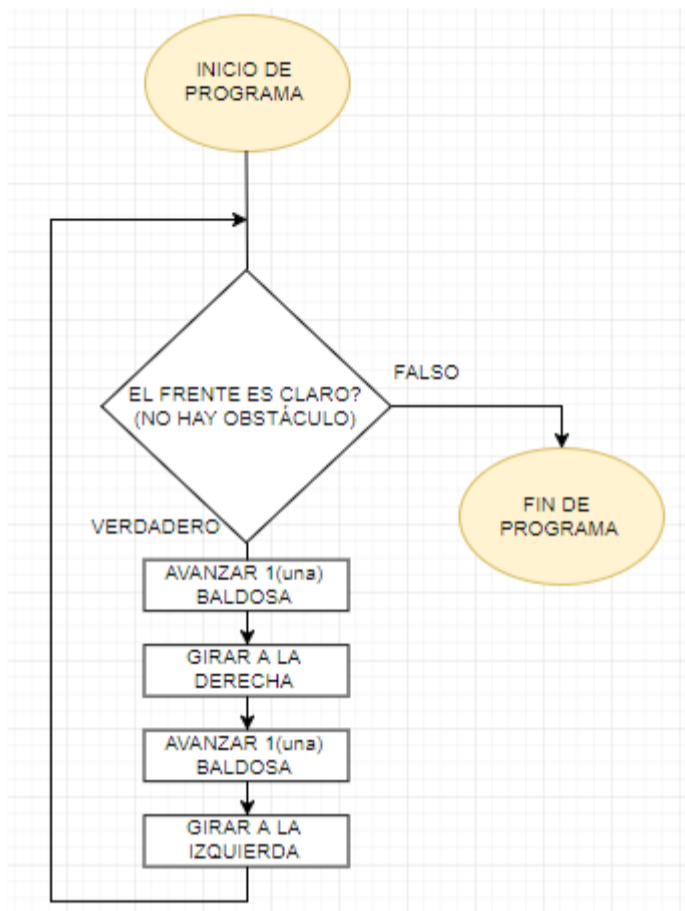 INICIO DE
PROGRAMA
FALSO
EL FRENTE ES CLARO?
(NO HAY OBSTÁCULO)
FIN DE
PROGRAMA
VERDADERO
AVANZAR 1(una)
BALDOSA
GIRAR A LA
DERECHA
AVANZAR 1(una)
BALDOSA
GIRAR A LA
IZQUIERDA